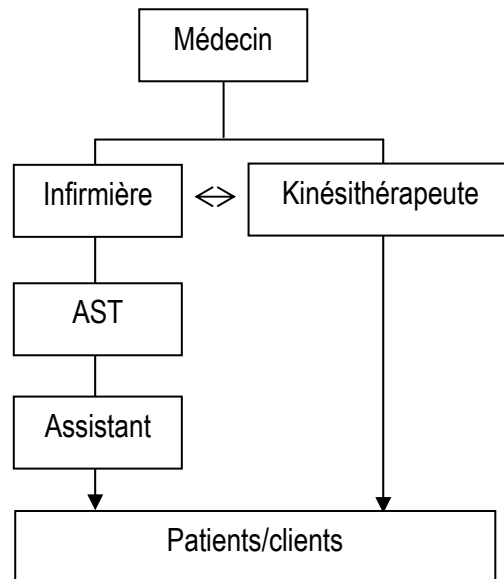 Médecin
Infirmière
Kinésithérapeute
AST
Assistant
Patients/clients